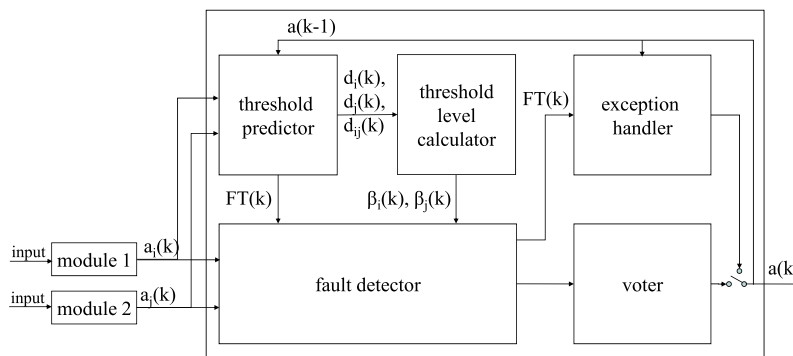 a(k-1)
threshold
predictor
dᵢ(k),
dⱼ(k),
dᵢⱼ(k)
threshold
level
calculator
FT(k)
exception
handler
FT(k)
βᵢ(k), βⱼ(k)
input
module 1
aᵢ(k)
fault detector
voter
a(k
input
module 2
aⱼ(k)